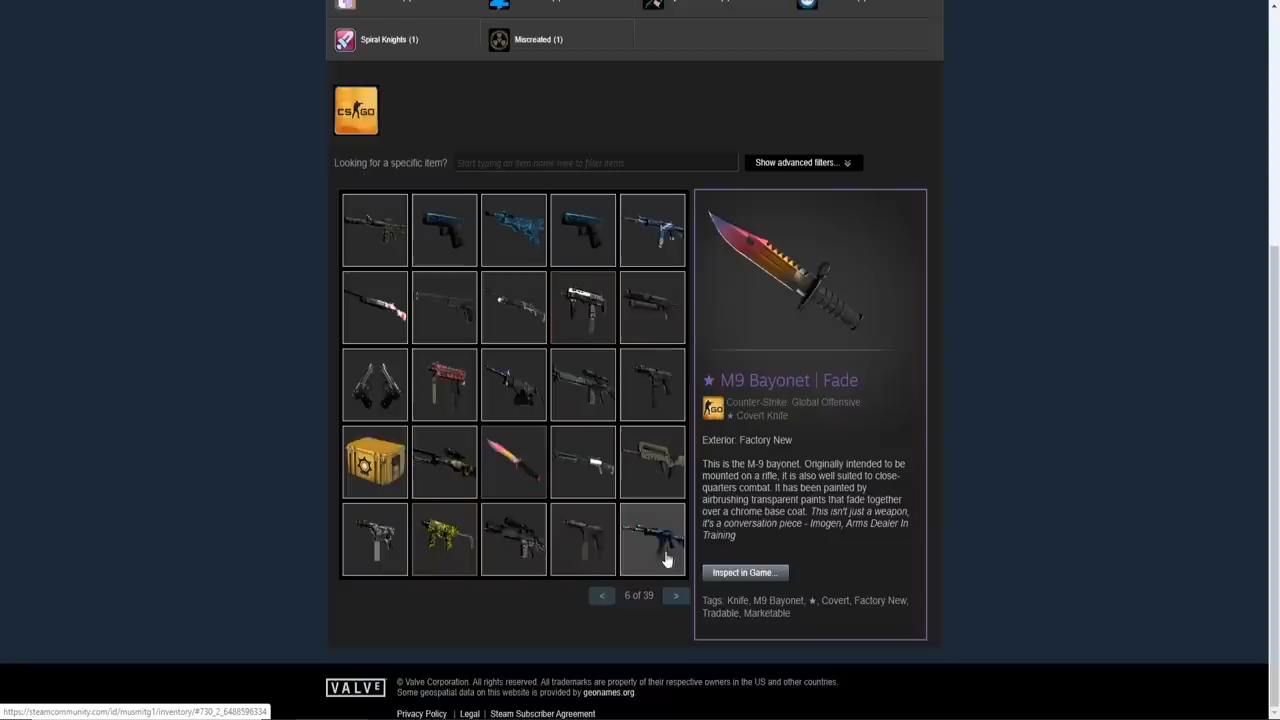 Spiral Knights (1)
Miscreated (1)
CS GO
Looking for a specific item?
Start typing an item name here to filter items
Show advanced filters...
★ M9 Bayonet | Fade
GO
Counter-Strike: Global Offensive
★ Covert Knife
Exterior: Factory New
This is the M-9 bayonet. Originally intended to be
mounted on a rifle, it is also well suited to close-
quarters combat. It has been painted by
airbrushing transparent paints that fade together
over a chrome base coat. This isn't just a weapon,
it's a conversation piece - Imogen, Arms Dealer In
Training
Inspect in Game...
< 6 of 39 >
Tags: Knife, M9 Bayonet, ★, Covert, Factory New,
Tradable, Marketable
VALVE
© Valve Corporation. All rights reserved. All trademarks are property of their respective owners in the US and other countries.
Some geospatial data on this website is provided by geonames.org.
https://steamcommunity.com/id/musmitg1/inventory/#730_2_6488596334
Privacy Policy | Legal | Steam Subscriber Agreement